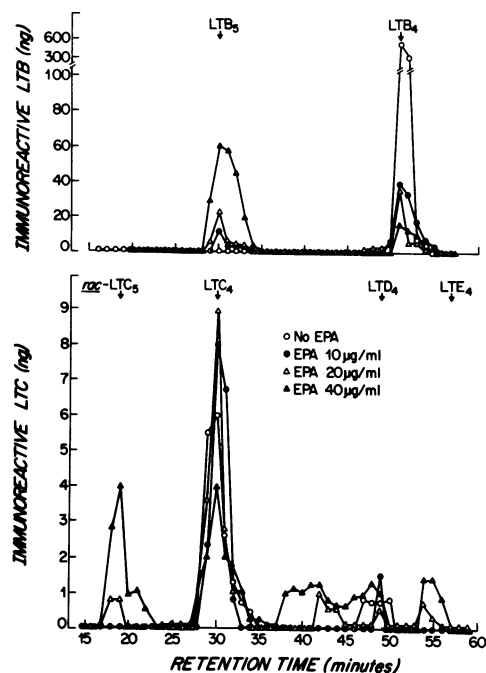 LTB5
LTB4
IMMUNOREACTIVE LTB (ng)
600
300
100
80
60
40
20
0
rac-LTC5
LTC4
LTD4
LTE4
IMMUNOREACTIVE LTC (ng)
9
8
7
6
5
4
3
2
1
0
No EPA
EPA 10µg/ml
EPA 20µg/ml
EPA 40µg/ml
15 20 25 30 35 40 45 50 55 60
RETENTION TIME (minutes)